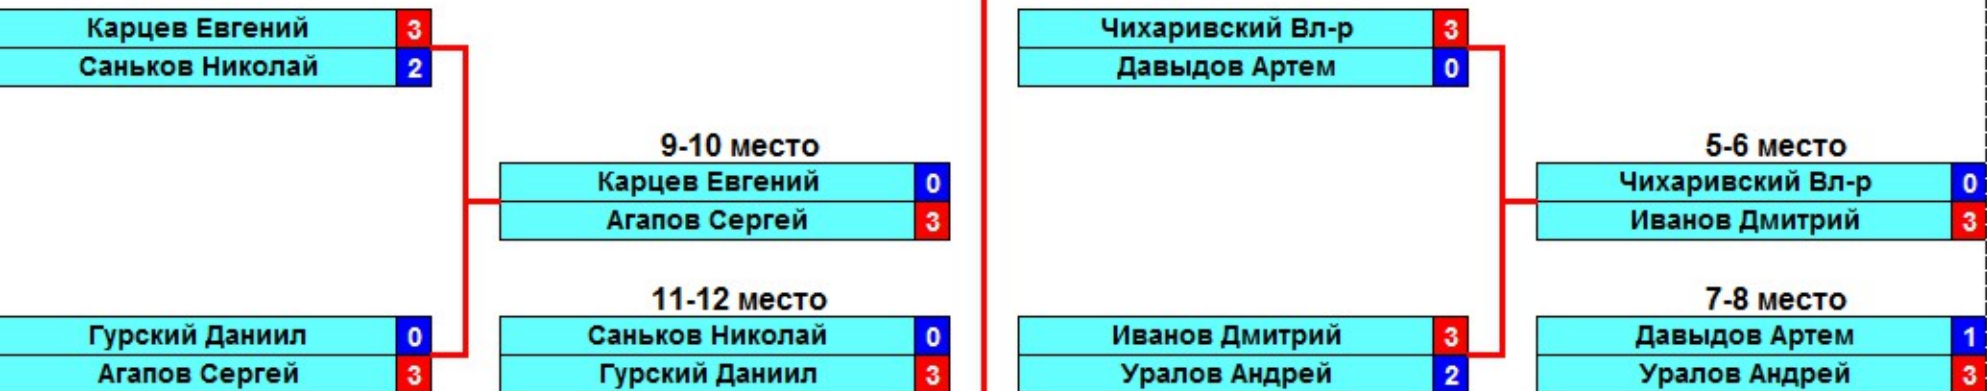 Карцев Евгений 3
Саньков Николай 2
9-10 место
Карцев Евгений 0
Агапов Сергей 3
11-12 место
Гурский Даниил 0
Агапов Сергей 3
Саньков Николай 0
Гурский Даниил 3
Чихаривский Вл-р 3
Давыдов Артем 0
5-6 место
Чихаривский Вл-р 0
Иванов Дмитрий 3
7-8 место
Иванов Дмитрий 3
Уралов Андрей 2
Давыдов Артем 1
Уралов Андрей 3